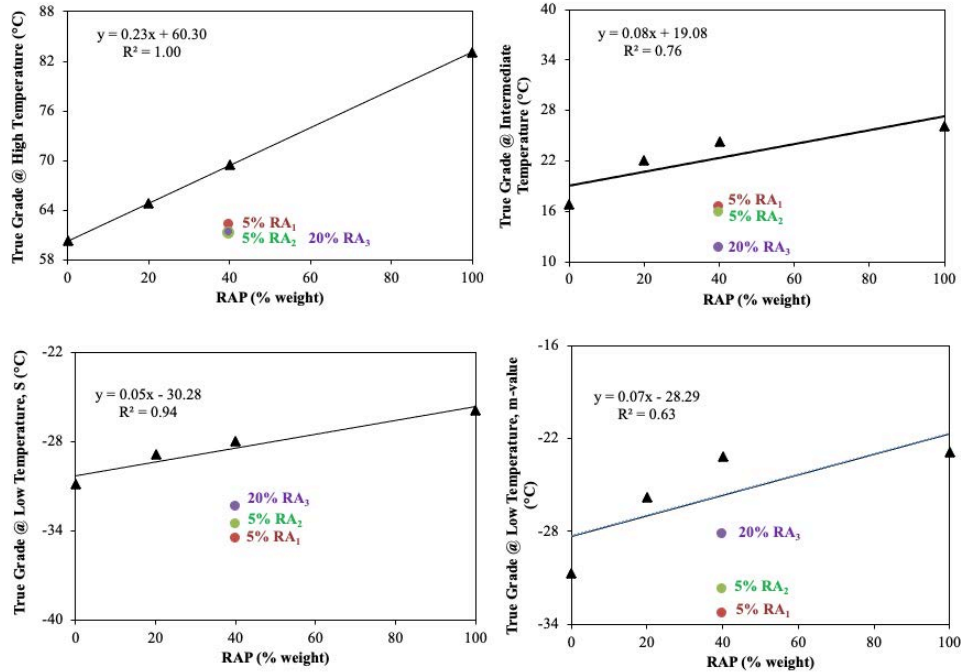 True Grade @ High Temperature (°C)
88
82
76
70
64
58
y = 0.23x + 60.30
R² = 1.00
5% RA₁
5% RA₂ 20% RA₃
0 20 40 60 80 100
RAP (% weight)
True Grade @ Intermediate
Temperature (°C)
40
34
28
22
16
10
y = 0.08x + 19.08
R² = 0.76
5% RA₁
5% RA₂
20% RA₃
0 20 40 60 80 100
RAP (% weight)
True Grade @ Low Temperature, S (°C)
-22
-28
-34
-40
y = 0.05x - 30.28
R² = 0.94
20% RA₃
5% RA₂
5% RA₁
0 20 40 60 80 100
RAP (% weight)
True Grade @ Low Temperature, m-value
(°C)
-16
-22
-28
-34
y = 0.07x - 28.29
R² = 0.63
20% RA₃
5% RA₂
5% RA₁
0 20 40 60 80 100
RAP (% weight)